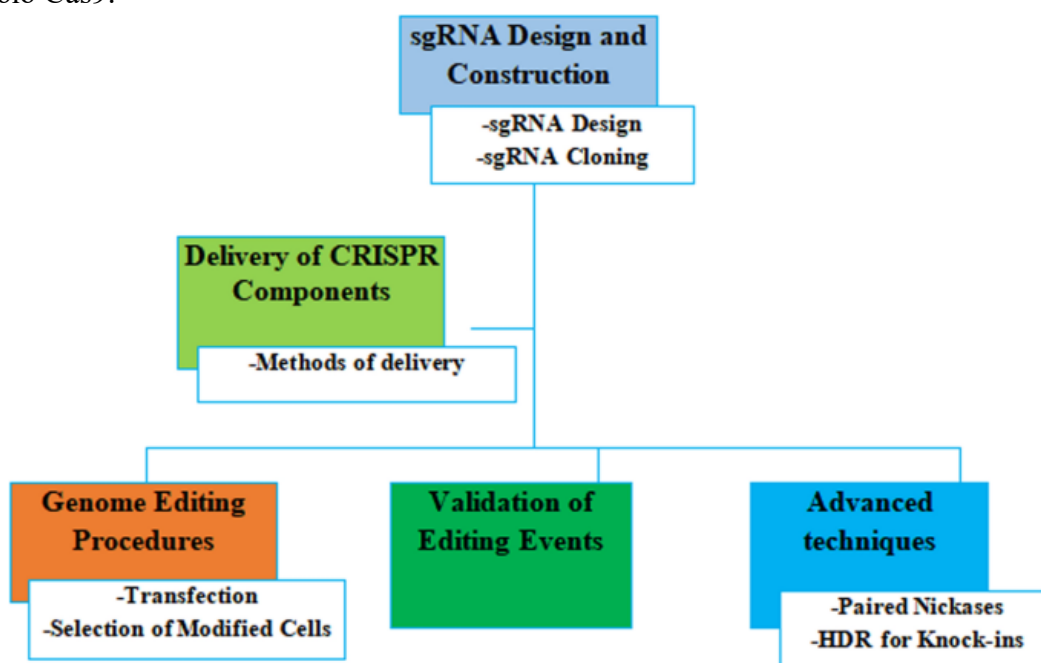 Cas9.
sgRNA Design and
Construction
-sgRNA Design
-sgRNA Cloning
Delivery of CRISPR
Components
-Methods of delivery
Genome Editing
Procedures
-Transfection
-Selection of Modified Cells
Validation of
Editing Events
Advanced
techniques
-Paired Nickases
-HDR for Knock-ins